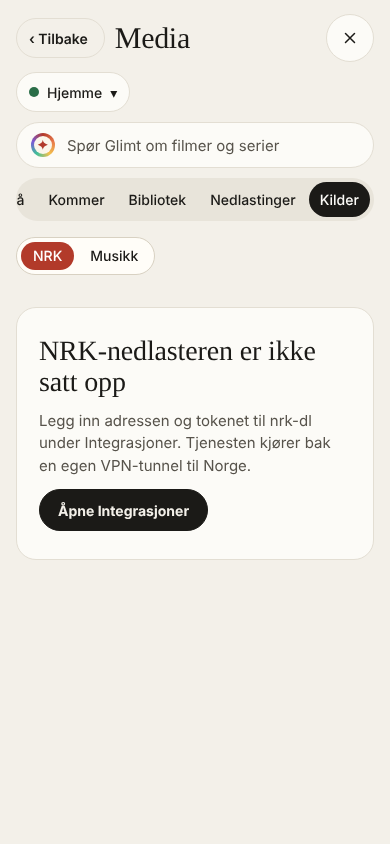 ‹ Tilbake
Media
×
Hjemme ▾
Spør Glimt om filmer og serier
å Kommer Bibliotek Nedlastinger Kilder
NRK Musikk
NRK-nedlasteren er ikke
satt opp
Legg inn adressen og tokenet til nrk-dl
under Integrasjoner. Tjenesten kjører bak
en egen VPN-tunnel til Norge.
Åpne Integrasjoner